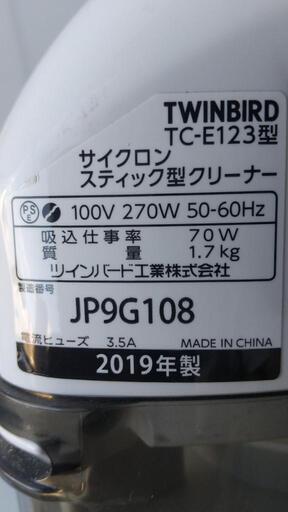 TWINBIRD
TC-E123型
サイクロン
スティック型クリーナー
PS
E
100V 270W 50-60Hz
吸込仕事率 70W
質量 1.7kg
ツインバード工業株式会社
製造番号
JP9G108
電流ヒューズ 3.5A MADE IN CHINA
2019年製